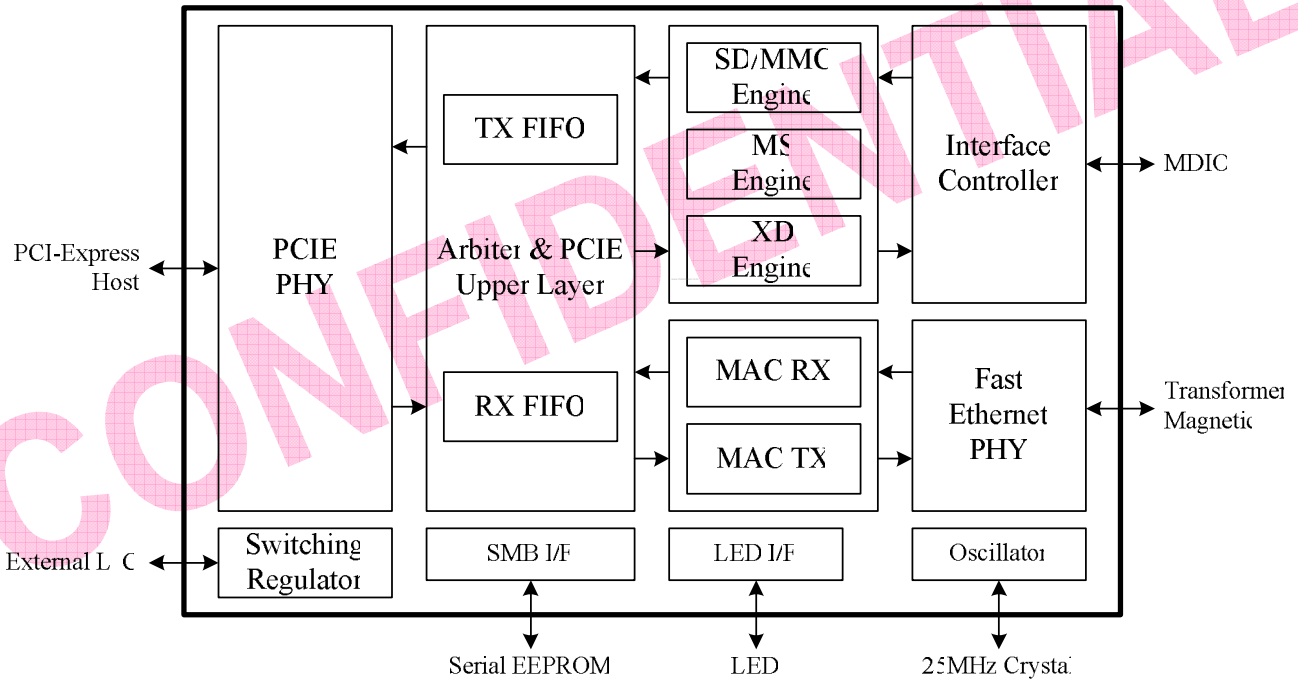 CONFIDENTIAL
PCI-Express
Host
PCIE
PHY
TX FIFO
Arbiter & PCIE
Upper Layer
RX FIFO
SD/MMC
Engine
MS
Engine
XD
Engine
Interface
Controller
MDIO
MAC RX
MAC TX
Fast
Ethernet
PHY
Transformer
Magnetic
External L C
Switching
Regulator
SMB I/F
LED I/F
Oscillator
Serial EEPROM
LED
25MHz Crystal